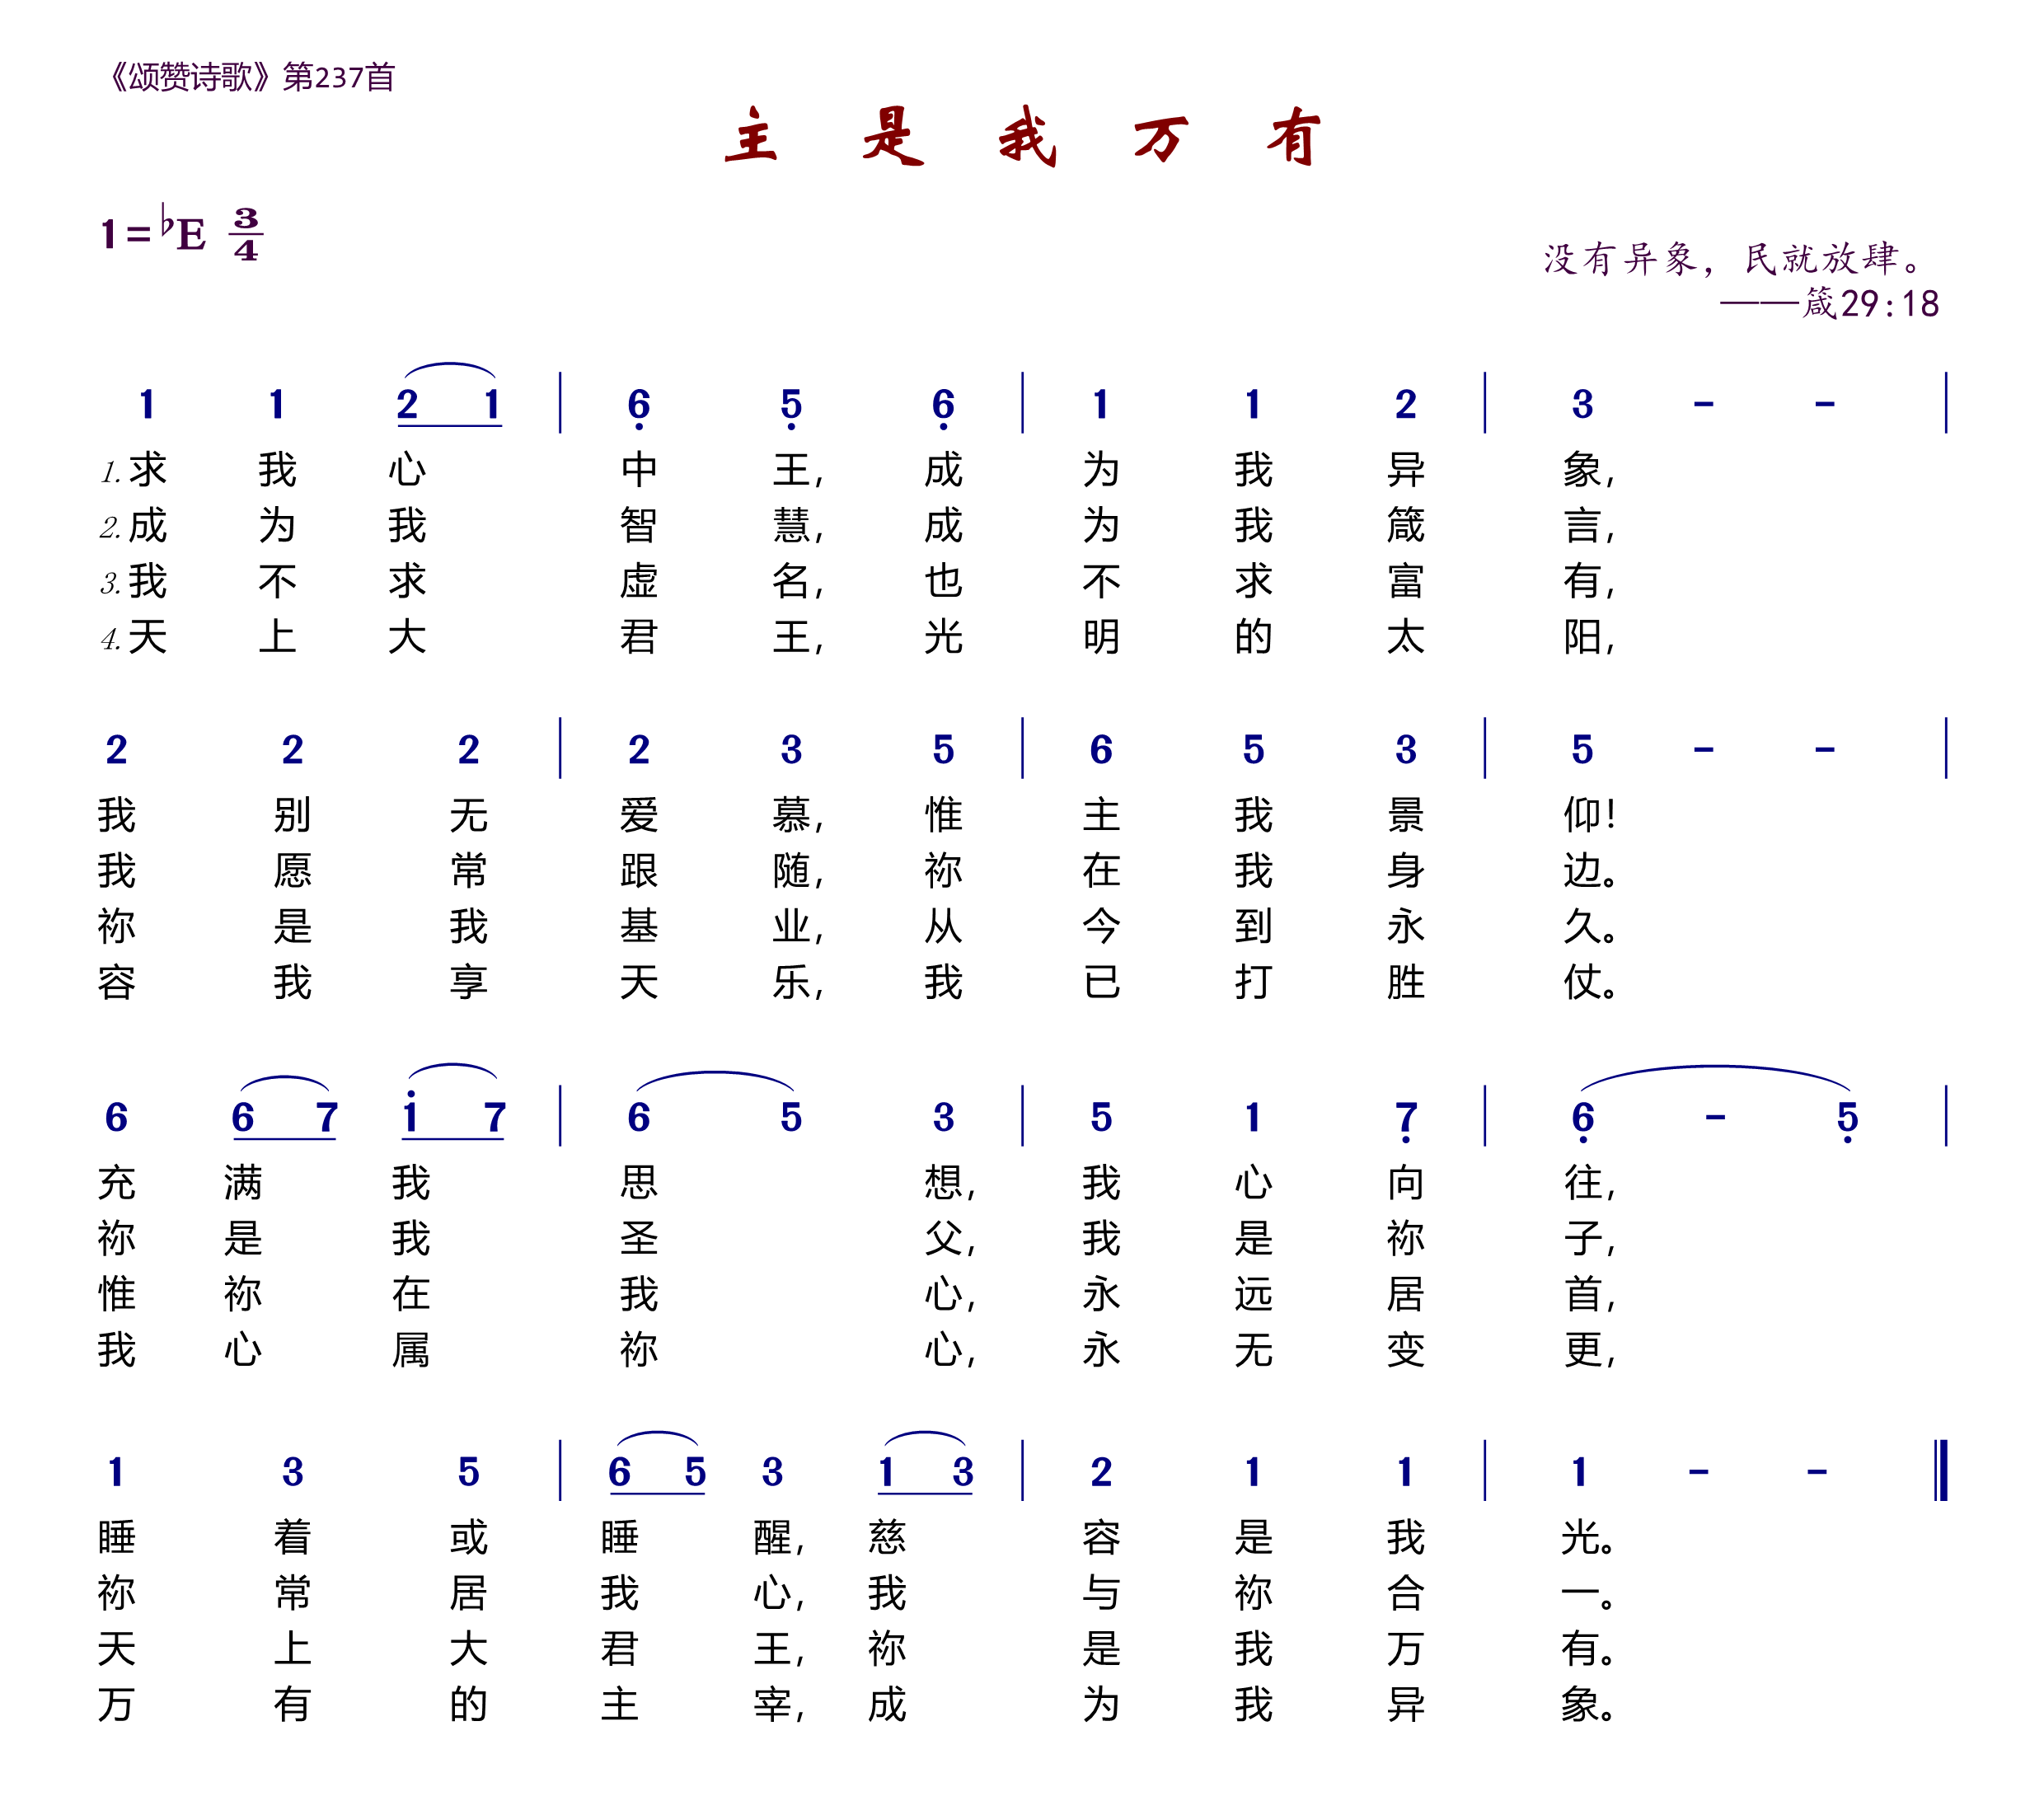 《颂赞诗歌》第237首
主 是 我 万 有
1=♭E 3/4
没有异象，民就放肆。
——箴29:18
1 1 2 1 | 6̣ 5̣ 6̣ | 1 1 2 | 3 - - |
1.求我心中王，成为我异象，
2.成为我智慧，成为我箴言，
3.我不求虚名，也不求富有，
4.天上大君王，光明的太阳，
2 2 2 | 2 3 5 | 6 5 3 | 5 - - |
我别无爱慕，惟主我景仰！
我愿常跟随，祢在我身边。
祢是我基业，从今到永久。
容我享天乐，我已打胜仗。
6 6 7 1̇ 7 | 6 5 3 | 5 1 7̣ | 6̣ - 5̣ |
充满我思想，我心向往，
祢是我圣父，我是祢子，
惟祢在我心，永远居首，
我心属祢心，永无变更，
1 3 5 | 6 5 3 1 3 | 2 1 1 | 1 - - ‖
睡着或睡醒，慈容是我光。
祢常居我心，我与祢合一。
天上大君王，祢是我万有。
万有的主宰，成为我异象。